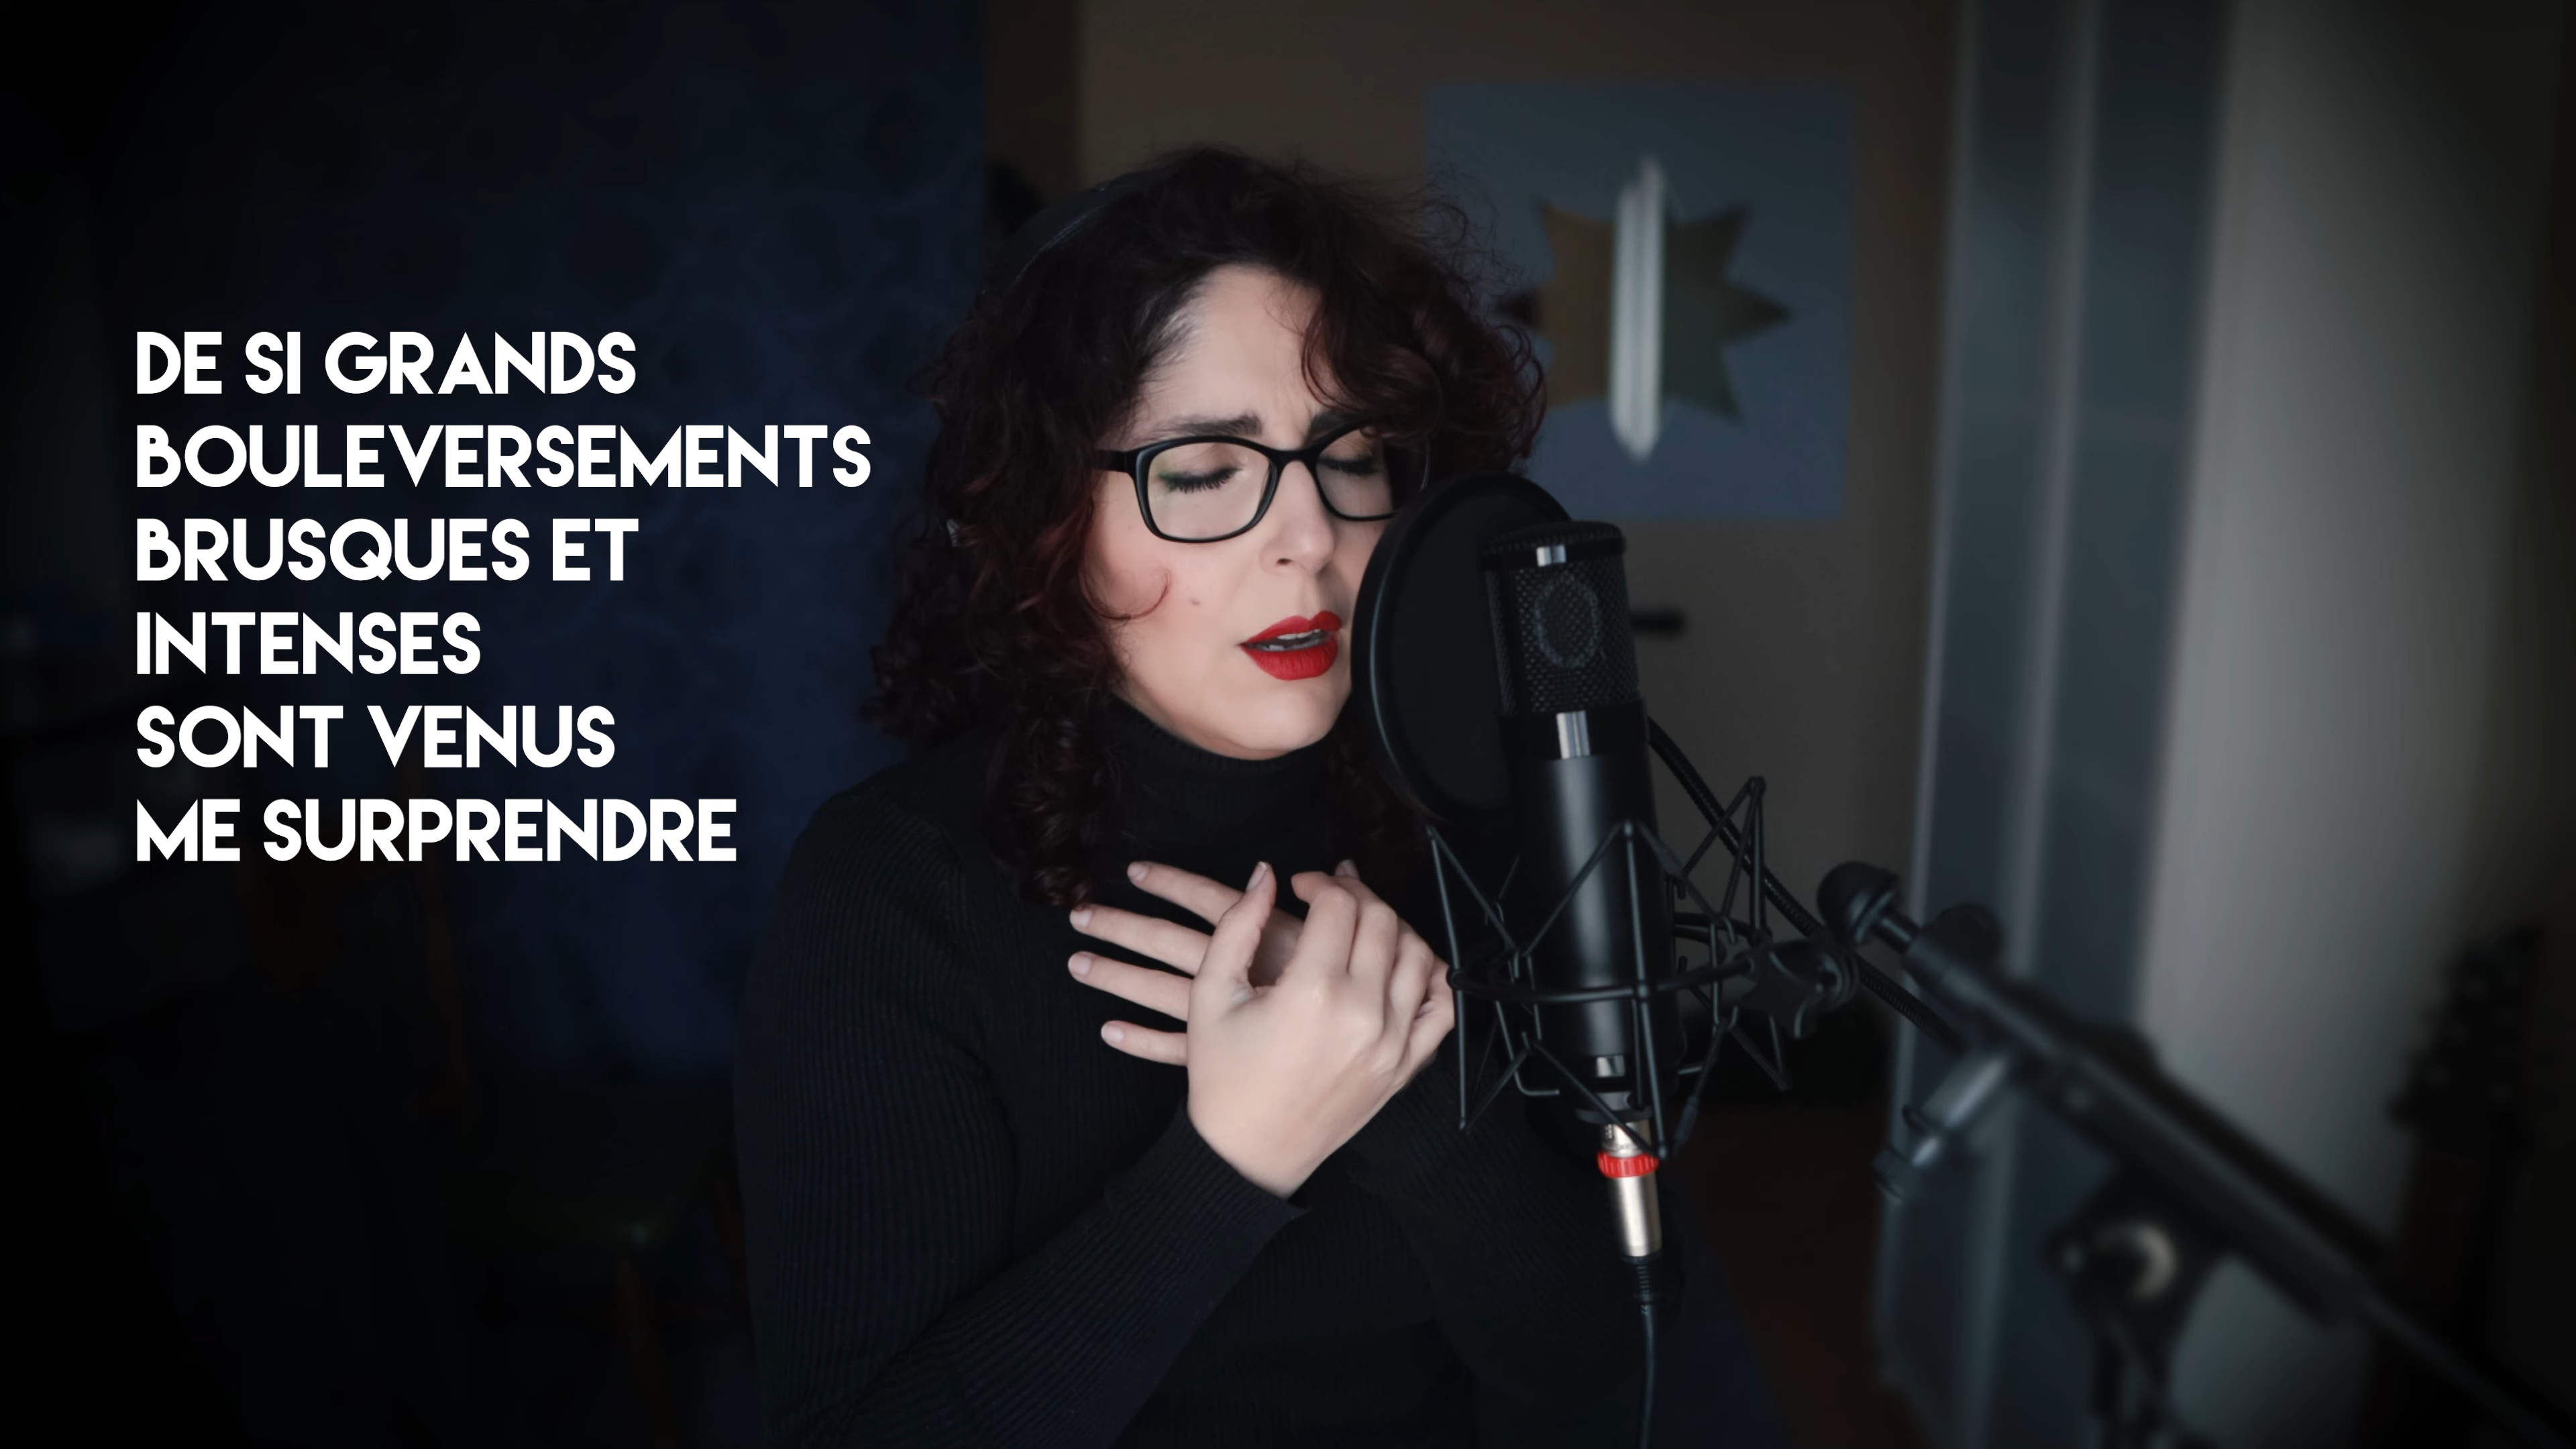 DE SI GRANDS
BOULEVERSEMENTS
BRUSQUES ET
INTENSES
SONT VENUS
ME SURPRENDRE